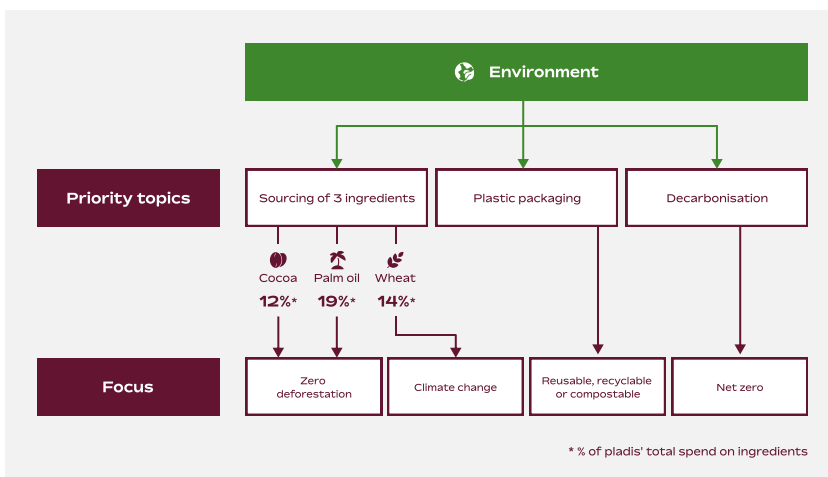 Environment
Priority topics
Sourcing of 3 ingredients
Plastic packaging
Decarbonisation
Cocoa
Palm oil
Wheat
12%*
19%*
14%*
Focus
Zero
deforestation
Climate change
Reusable, recyclable
or compostable
Net zero
* % of pladis' total spend on ingredients